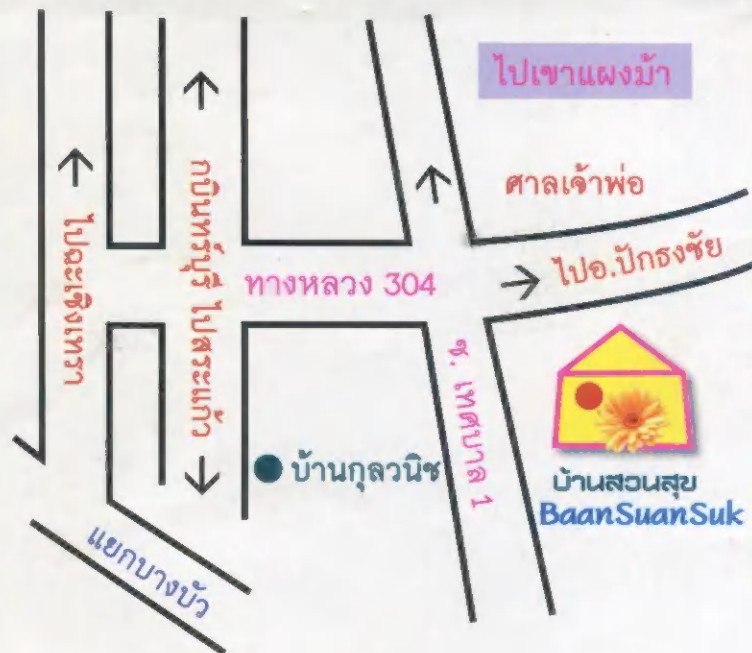 ไปเขาแผงม้า
ศาลเจ้าพ่อ
ไปฉะเชิงเทรา
กบินทร์บุรี ไปสระแก้ว
ทางหลวง 304
ไปอ.ปักธงชัย
ซ. เทศบาล 1
บ้านกุลวนิช
บ้านสวนสุข
BaanSuanSuk
แยกบางบัว